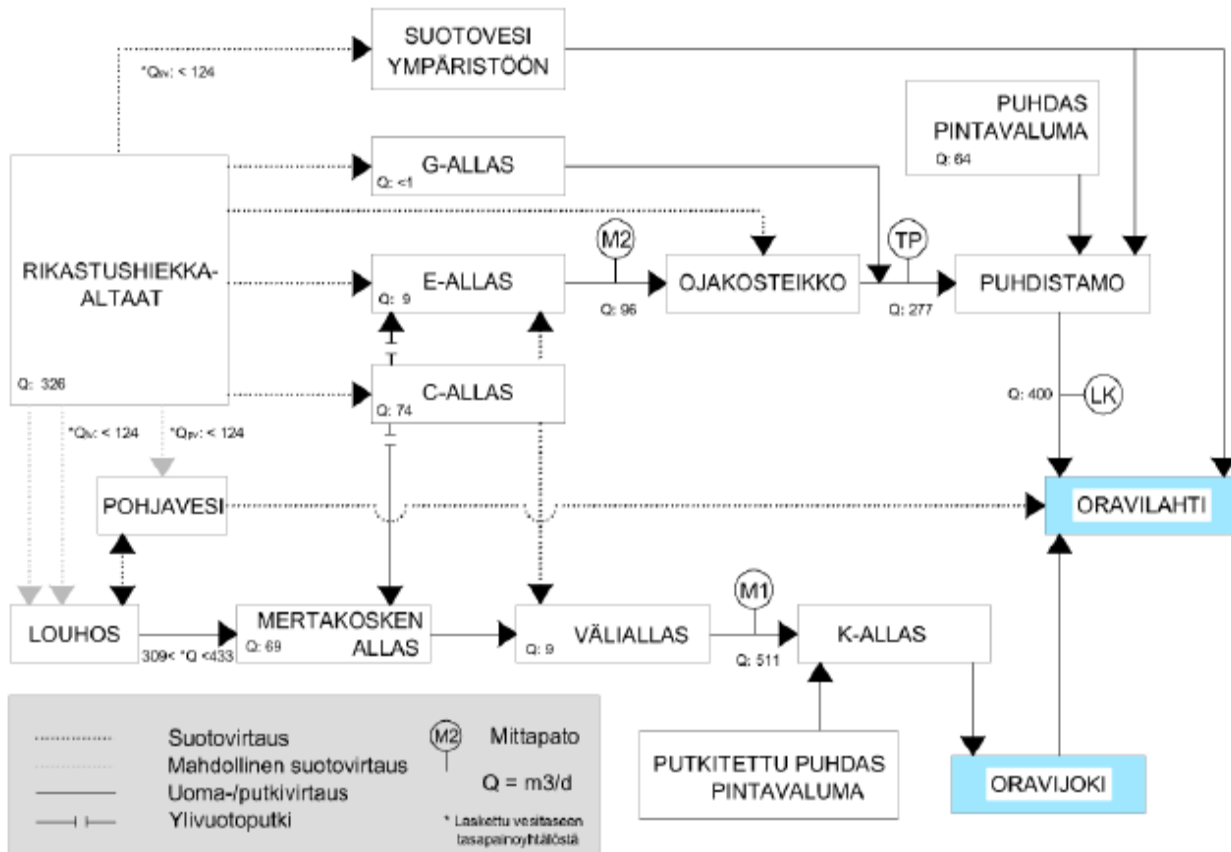 SUOTOVESI
YMPÄRISTÖÖN
*Qsv: < 124
PUHDAS
PINTAVALUMA
Q: 64
G-ALLAS
Q: <1
RIKASTUSHIEKKA-
ALTAAT
Q: 326
E-ALLAS
Q: 9
M2
Q: 96
OJAKOSTEIKKO
TP
Q: 277
PUHDISTAMO
C-ALLAS
Q: 74
Q: 400
LK
< 124
*Qpv: < 124
POHJAVESI
ORAVILAHTI
LOUHOS
309< *Q <433
MERTAKOSKEN
ALLAS
Q: 69
VÄLIALLAS
Q: 9
M1
Q: 511
K-ALLAS
PUTKITETTU PUHDAS
PINTAVALUMA
ORAVIJOKI
Suotovirtaus
Mahdollinen suotovirtaus
Uoma-/putkivirtaus
Ylivuotoputki
M2
Mittapato
Q = m3/d
* Laskettu vesitaseen
tasapainoyhtälöstä